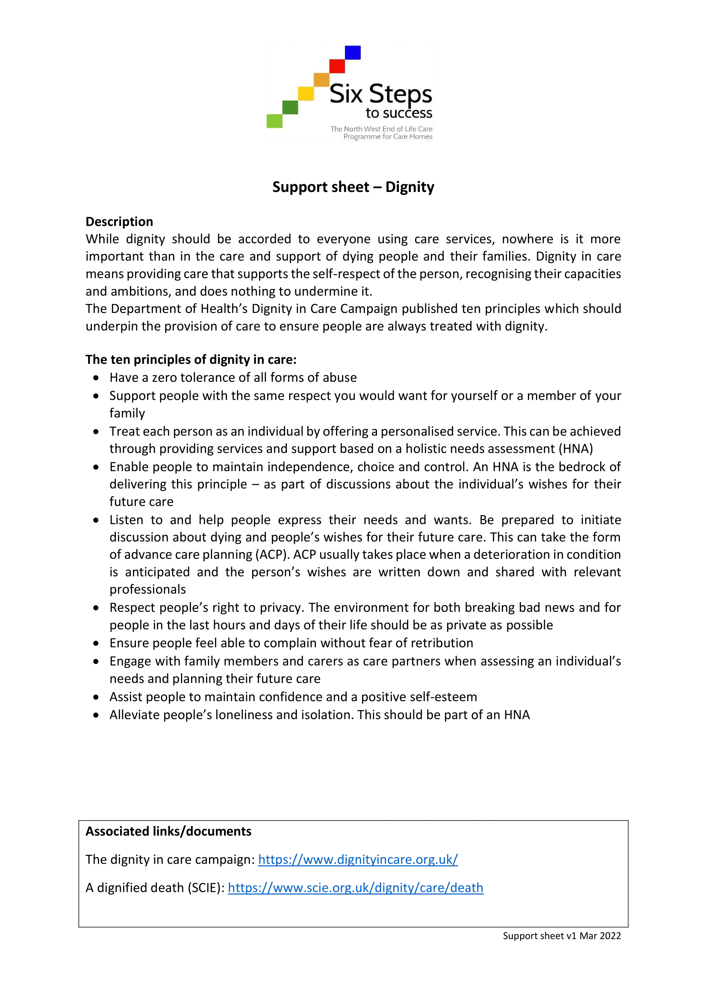 Six Steps
to success
The North West End of Life Care
Programme for Care Homes
Support sheet – Dignity
Description
While dignity should be accorded to everyone using care services, nowhere is it more
important than in the care and support of dying people and their families. Dignity in care
means providing care that supports the self-respect of the person, recognising their capacities
and ambitions, and does nothing to undermine it.
The Department of Health’s Dignity in Care Campaign published ten principles which should
underpin the provision of care to ensure people are always treated with dignity.
The ten principles of dignity in care:
• Have a zero tolerance of all forms of abuse
• Support people with the same respect you would want for yourself or a member of your
family
• Treat each person as an individual by offering a personalised service. This can be achieved
through providing services and support based on a holistic needs assessment (HNA)
• Enable people to maintain independence, choice and control. An HNA is the bedrock of
delivering this principle – as part of discussions about the individual’s wishes for their
future care
• Listen to and help people express their needs and wants. Be prepared to initiate
discussion about dying and people’s wishes for their future care. This can take the form
of advance care planning (ACP). ACP usually takes place when a deterioration in condition
is anticipated and the person’s wishes are written down and shared with relevant
professionals
• Respect people’s right to privacy. The environment for both breaking bad news and for
people in the last hours and days of their life should be as private as possible
• Ensure people feel able to complain without fear of retribution
• Engage with family members and carers as care partners when assessing an individual’s
needs and planning their future care
• Assist people to maintain confidence and a positive self-esteem
• Alleviate people’s loneliness and isolation. This should be part of an HNA
Associated links/documents
The dignity in care campaign: https://www.dignityincare.org.uk/
A dignified death (SCIE): https://www.scie.org.uk/dignity/care/death
Support sheet v1 Mar 2022